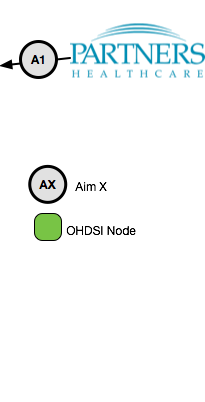 A1
PARTNERS
HEALTHCARE
AX Aim X
OHDSI Node